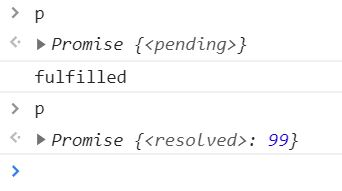 > p
<· ▶ Promise {<pending>}
fulfilled
> p
<· ▶ Promise {<resolved>: 99}
>